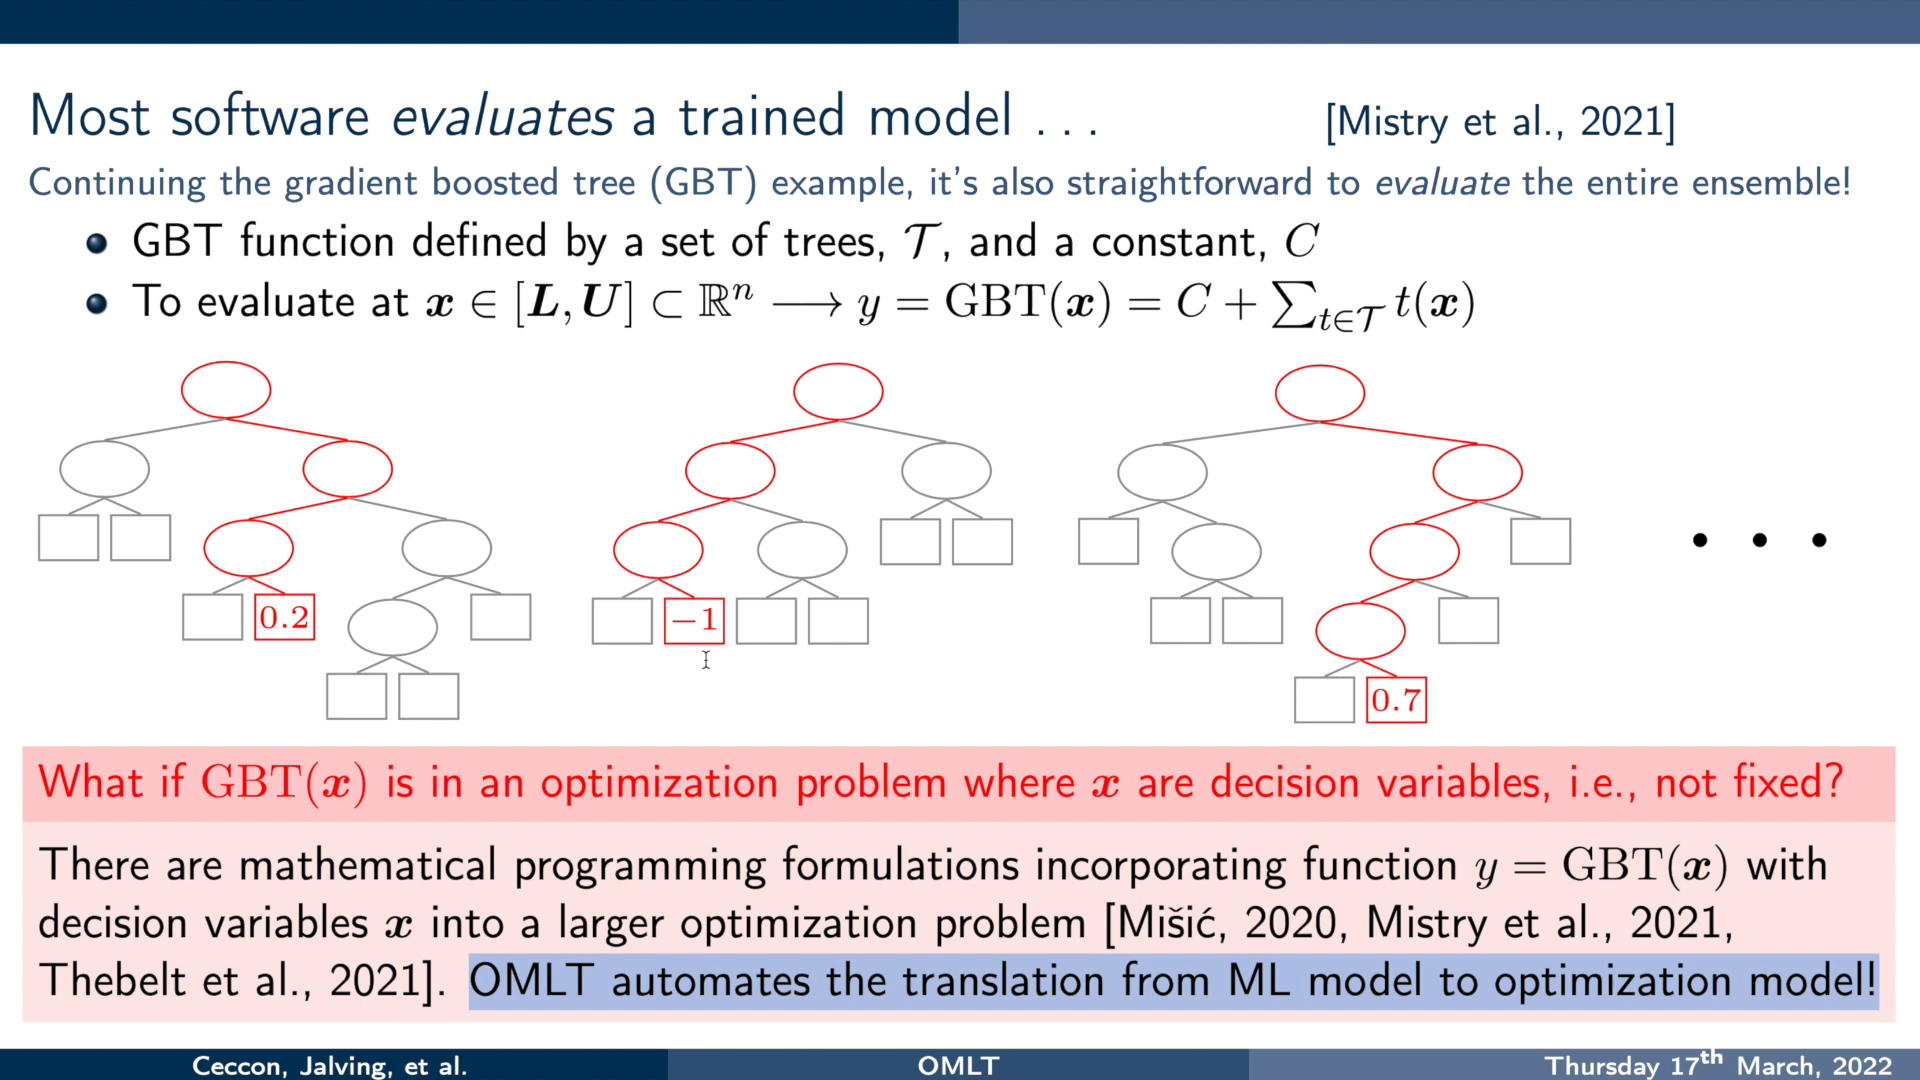 Most software evaluates a trained model . . . [Mistry et al., 2021]
Continuing the gradient boosted tree (GBT) example, it's also straightforward to evaluate the entire ensemble!
• GBT function defined by a set of trees, 𝒯, and a constant, C
• To evaluate at x ∈ [L, U] ⊂ ℝⁿ ⟶ y = GBT(x) = C + ∑_{t∈𝒯} t(x)
0.2
−1
0.7
• • •
What if GBT(x) is in an optimization problem where x are decision variables, i.e., not fixed?
There are mathematical programming formulations incorporating function y = GBT(x) with
decision variables x into a larger optimization problem [Mišić, 2020, Mistry et al., 2021,
Thebelt et al., 2021]. OMLT automates the translation from ML model to optimization model!
Ceccon, Jalving, et al. OMLT Thursday 17th March, 2022